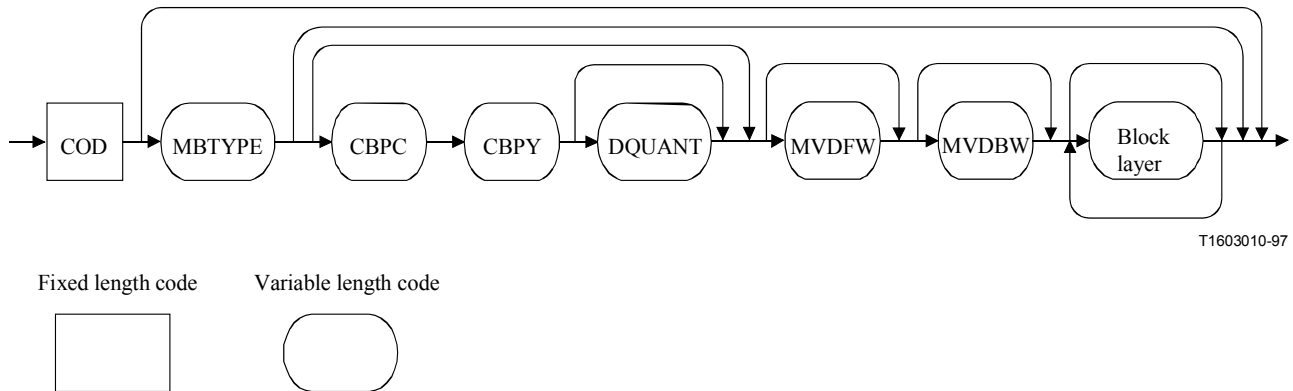 COD
MBTYPE
CBPC
CBPY
DQUANT
MVDFW
MVDBW
Block
layer
T1603010-97
Fixed length code
Variable length code